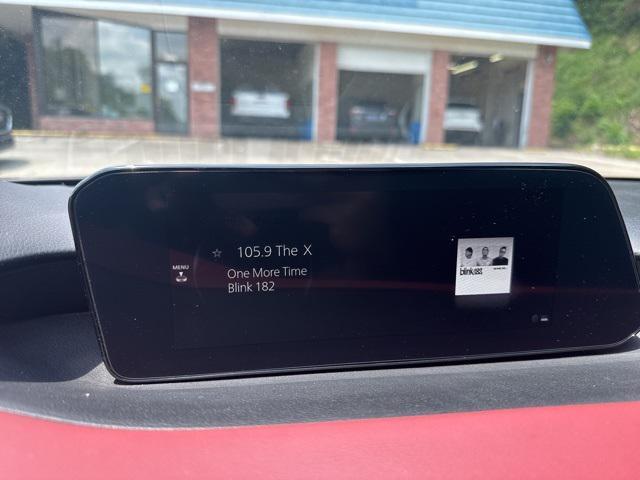 ☆ 105.9 The X
MENU
One More Time
Blink 182
blink-182